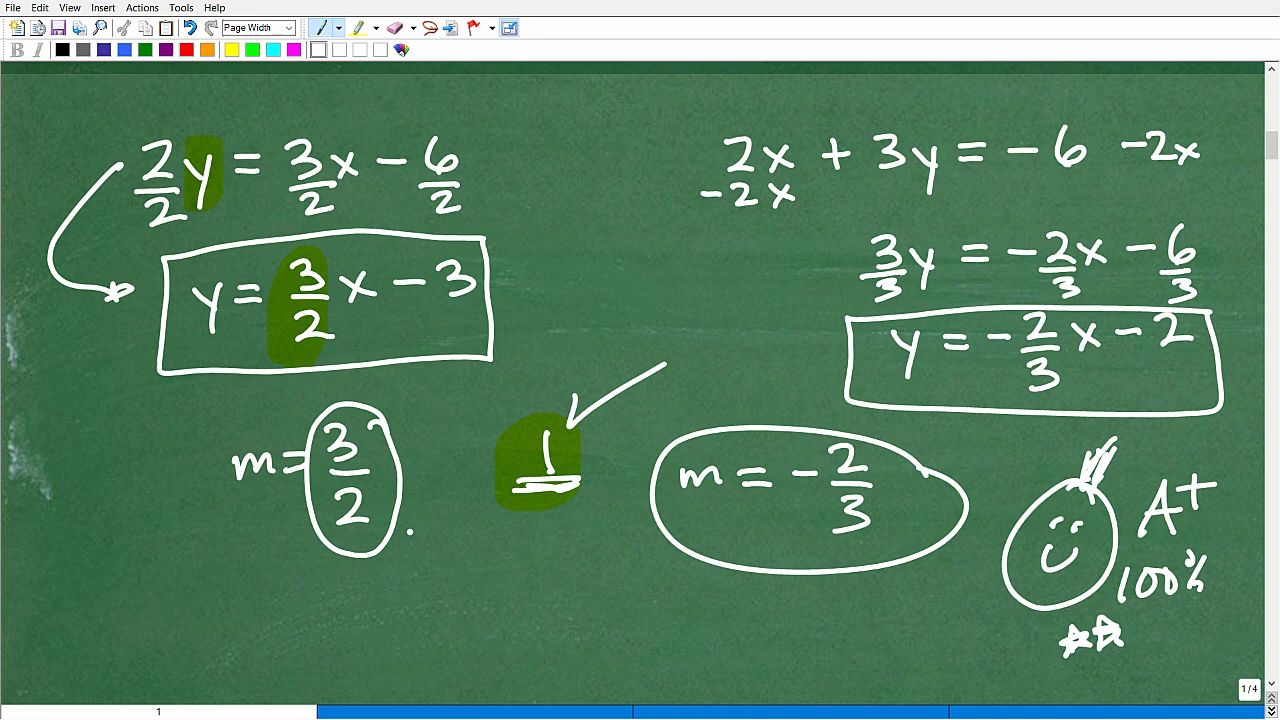 File Edit View Insert Actions Tools Help
Page Width
B I
2y/2 = 3/2 x - 6/2
y = 3/2 x - 3
m = 3/2.
1
2x + 3y = -6 -2x
-2x
3/3 y = -2/3 x - 6/3
y = -2/3 x - 2
m = -2/3
A+
100%
1/4
1